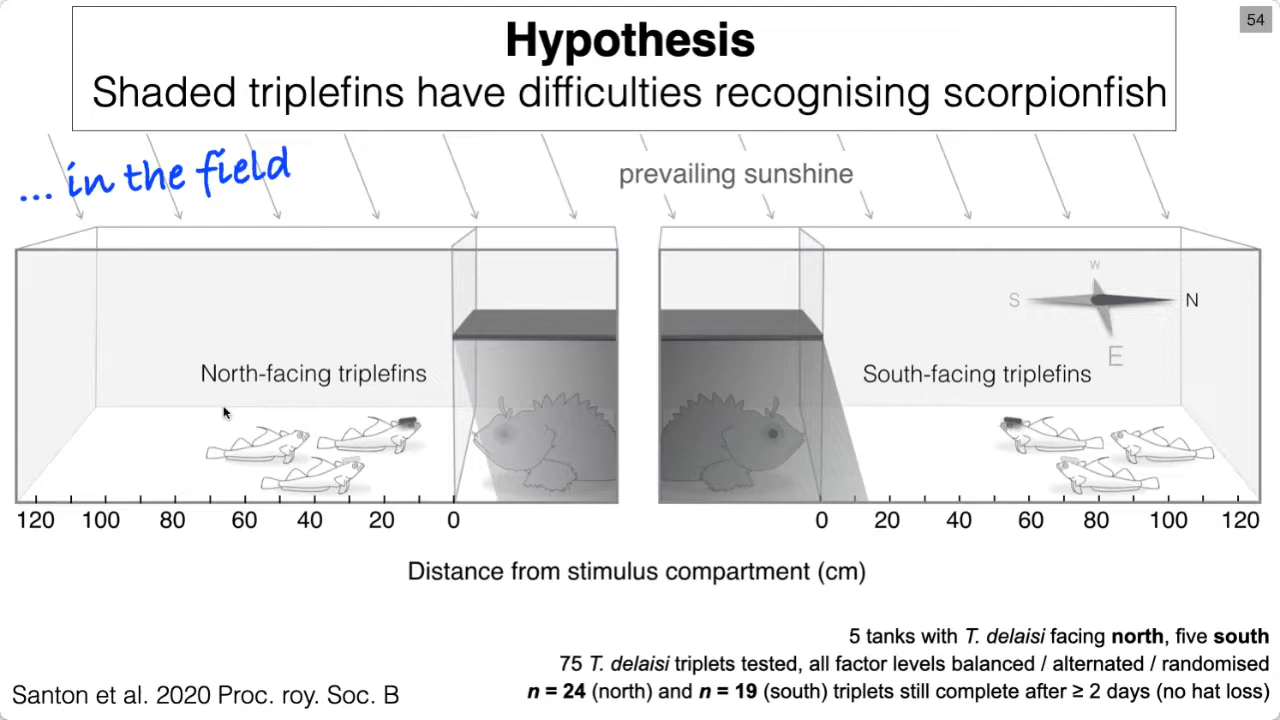 54
Hypothesis
Shaded triplefins have difficulties recognising scorpionfish
... in the field
prevailing sunshine
W
S N
E
North-facing triplefins
South-facing triplefins
120 100 80 60 40 20 0
0 20 40 60 80 100 120
Distance from stimulus compartment (cm)
5 tanks with T. delaisi facing north, five south
75 T. delaisi triplets tested, all factor levels balanced / alternated / randomised
n = 24 (north) and n = 19 (south) triplets still complete after ≥ 2 days (no hat loss)
Santon et al. 2020 Proc. roy. Soc. B